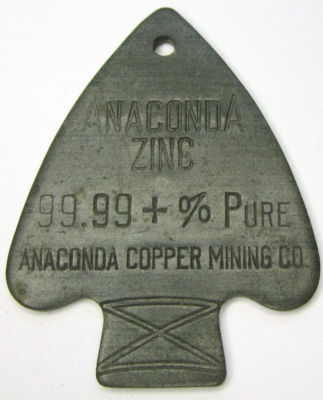 ANACONDA
ZINC
99.99 + % PURE
ANACONDA COPPER MINING CO.